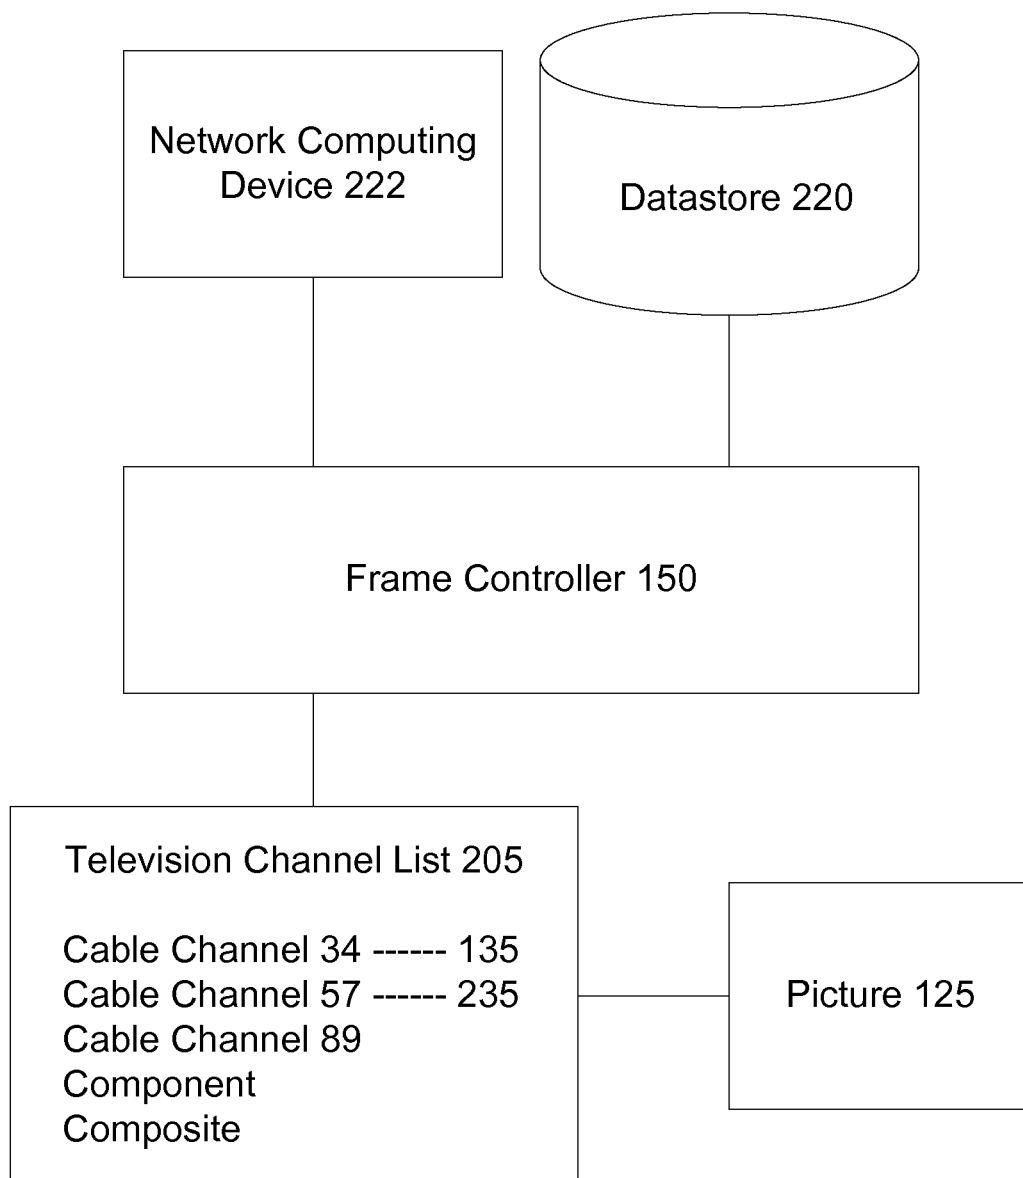 Network Computing
Device 222
Datastore 220
Frame Controller 150
Television Channel List 205
Cable Channel 34 ------ 135
Cable Channel 57 ------ 235
Cable Channel 89
Component
Composite
Picture 125